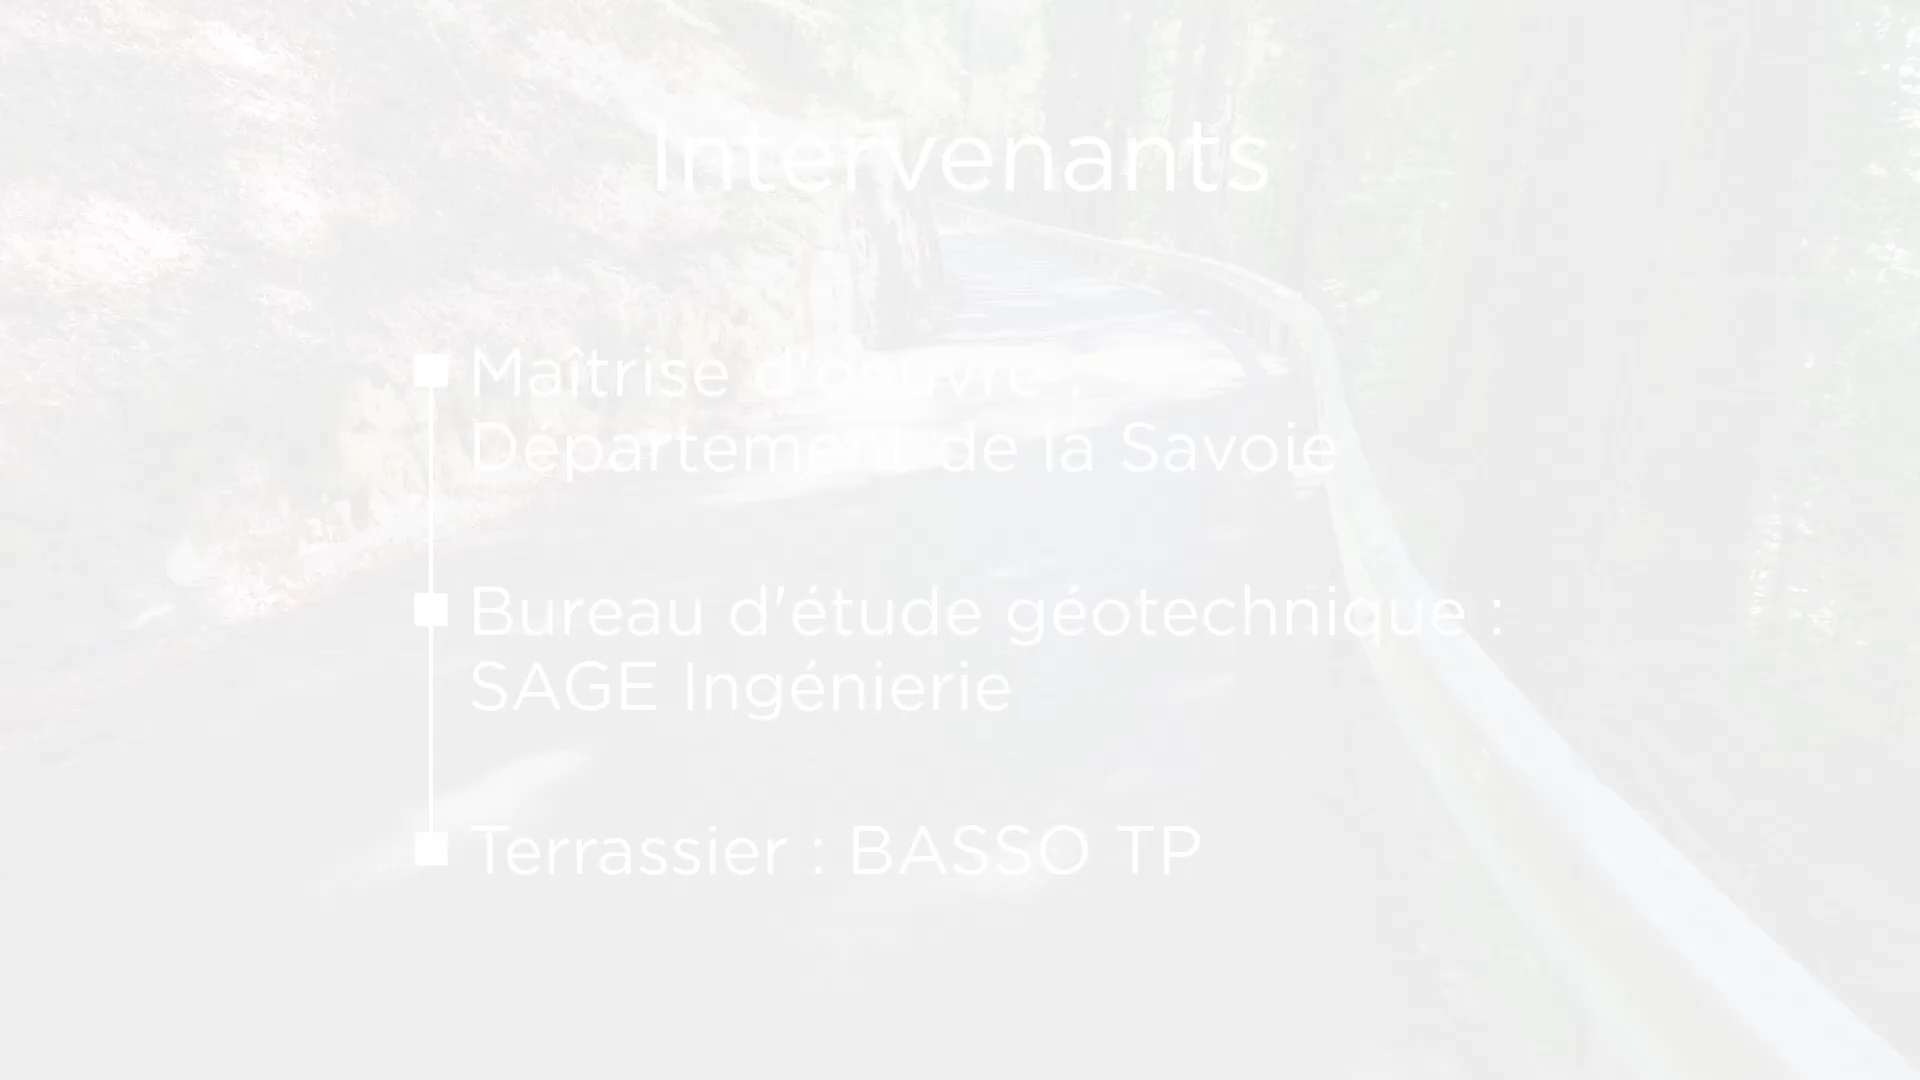 Intervenants
Maîtrise d'oeuvre :
Département de la Savoie
Bureau d'étude géotechnique :
SAGE Ingénierie
Terrassier : BASSO TP